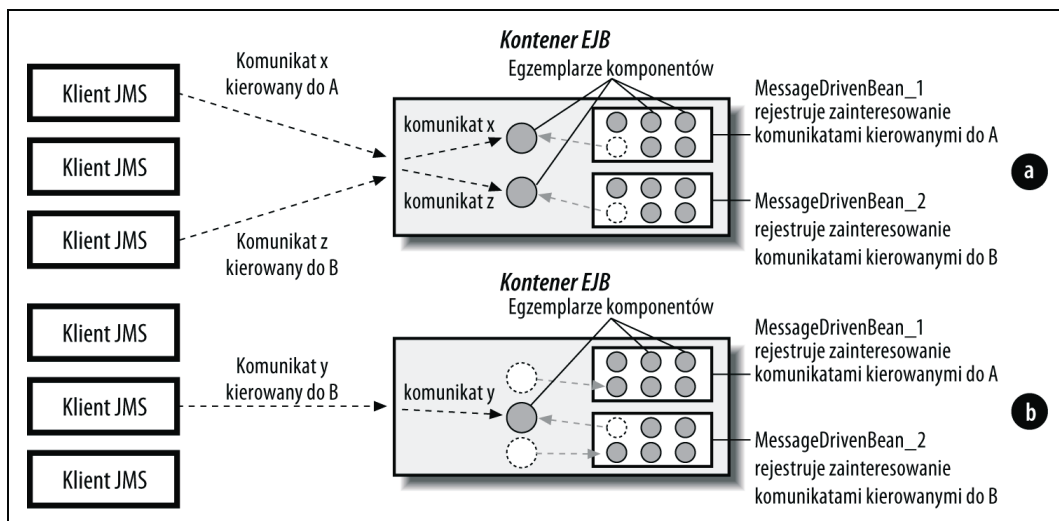 Kontener EJB
Egzemplarze komponentów
Komunikat x
kierowany do A
Klient JMS
Klient JMS
Klient JMS
komunikat x
komunikat z
MessageDrivenBean_1
rejestruje zainteresowanie
komunikatami kierowanymi do A
a
MessageDrivenBean_2
rejestruje zainteresowanie
komunikatami kierowanymi do B
Komunikat z
kierowany do B
Kontener EJB
Egzemplarze komponentów
Klient JMS
Klient JMS
Klient JMS
Komunikat y
kierowany do B
komunikat y
MessageDrivenBean_1
rejestruje zainteresowanie
komunikatami kierowanymi do A
b
MessageDrivenBean_2
rejestruje zainteresowanie
komunikatami kierowanymi do B